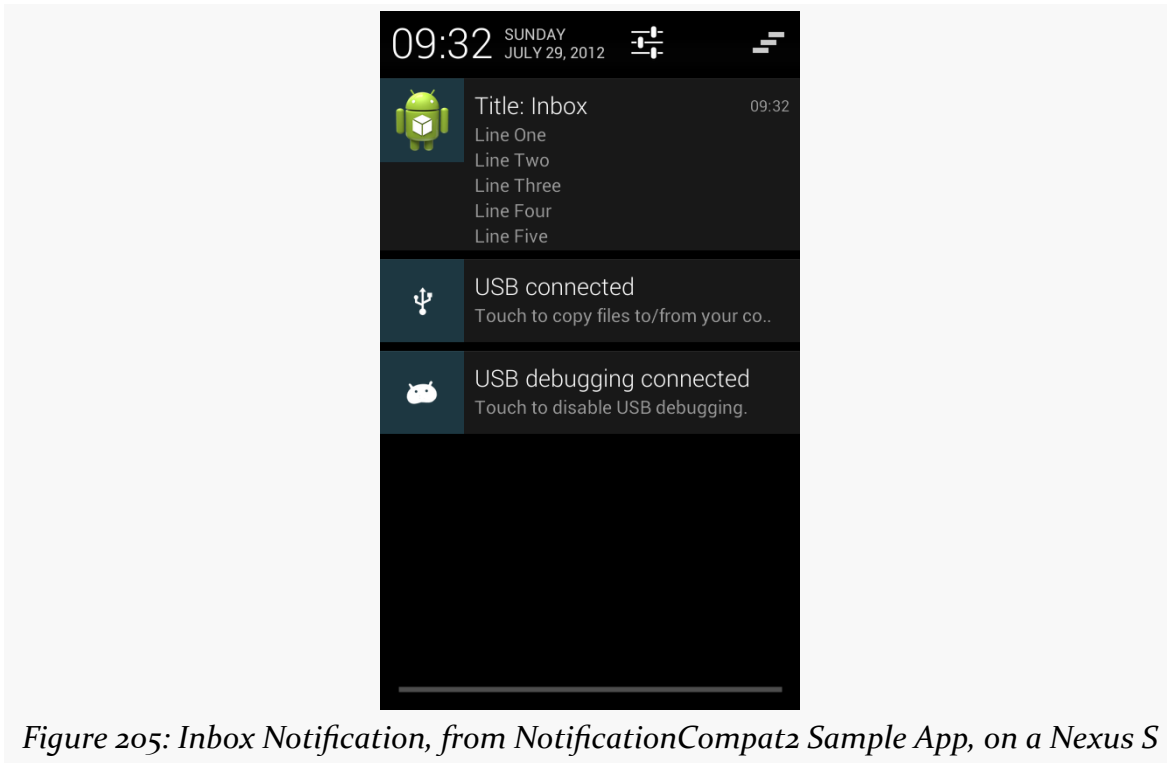 09:32 SUNDAY
JULY 29, 2012
Title: Inbox 09:32
Line One
Line Two
Line Three
Line Four
Line Five
USB connected
Touch to copy files to/from your co..
USB debugging connected
Touch to disable USB debugging.
Figure 205: Inbox Notification, from NotificationCompat2 Sample App, on a Nexus S